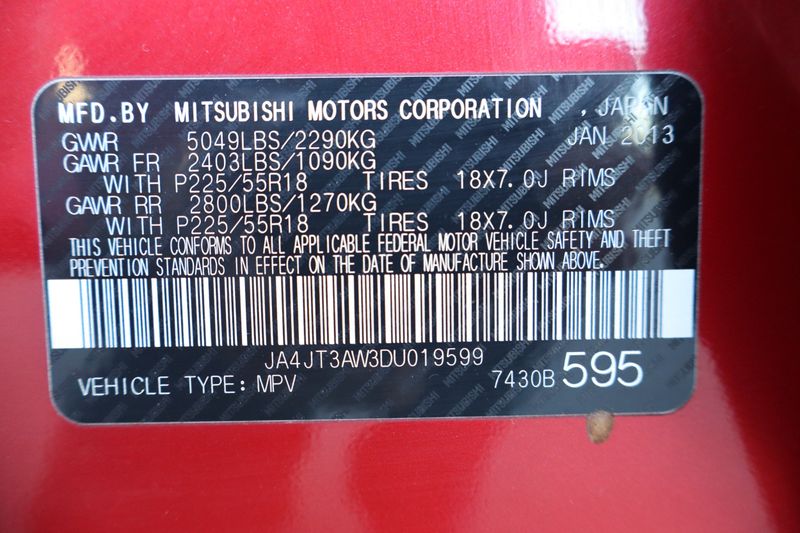 MFD.BY MITSUBISHI MOTORS CORPORATION , JAPAN
GVWR 5049LBS/2290KG JAN 2013
GAWR FR 2403LBS/1090KG
WITH P225/55R18 TIRES 18X7.0J RIMS
GAWR RR 2800LBS/1270KG
WITH P225/55R18 TIRES 18X7.0J RIMS
THIS VEHICLE CONFORMS TO ALL APPLICABLE FEDERAL MOTOR VEHICLE SAFETY AND THEFT
PREVENTION STANDARDS IN EFFECT ON THE DATE OF MANUFACTURE SHOWN ABOVE.
JA4JT3AW3DU019599
VEHICLE TYPE: MPV 7430B 595